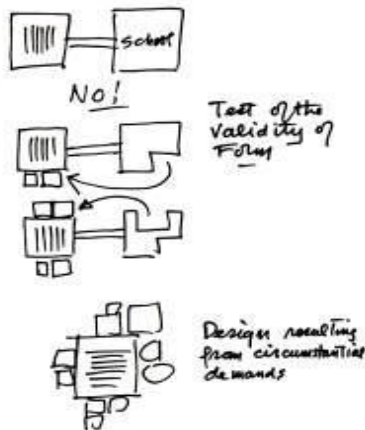 School
NO!
Test of the
Validity of
Form
Design resulting
from circumstantial
demands